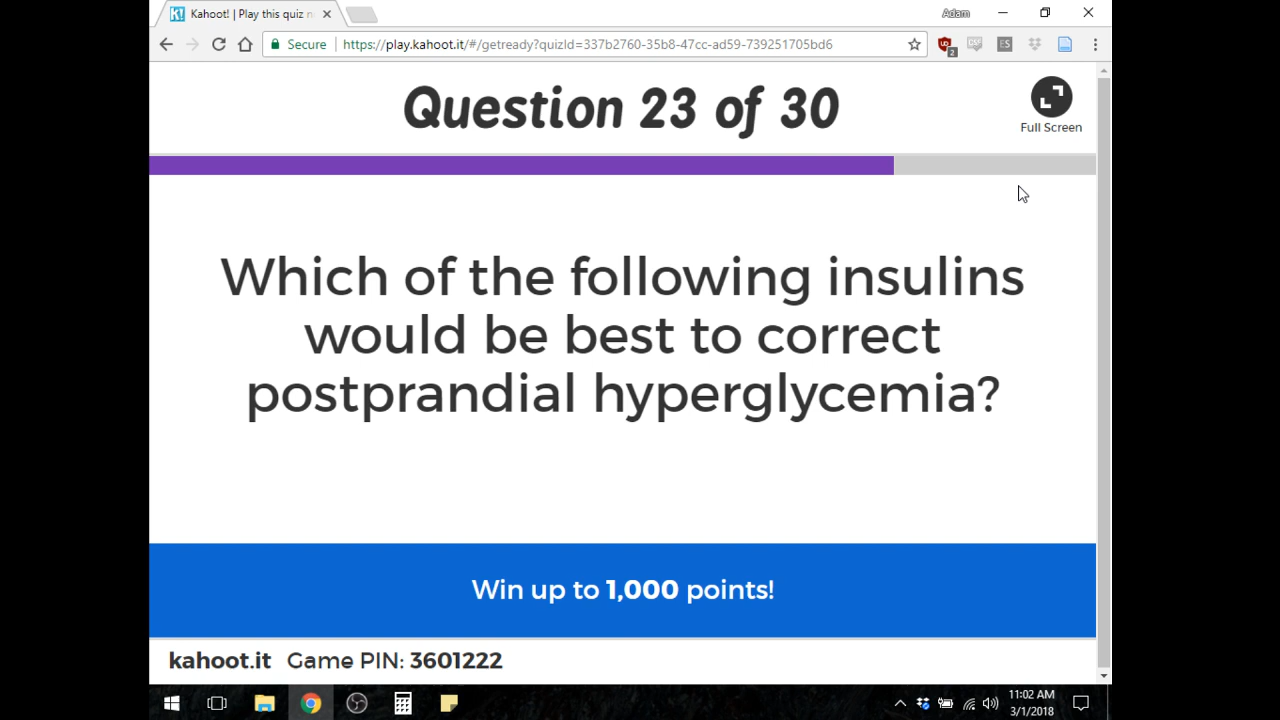 Kahoot! | Play this quiz n
Adam
Secure
https://play.kahoot.it/#/getready?quizId=337b2760-35b8-47cc-ad59-739251705bd6
2
ES
Question 23 of 30
Full Screen
Which of the following insulins
would be best to correct
postprandial hyperglycemia?
Win up to 1,000 points!
kahoot.it Game PIN: 3601222
11:02 AM
3/1/2018